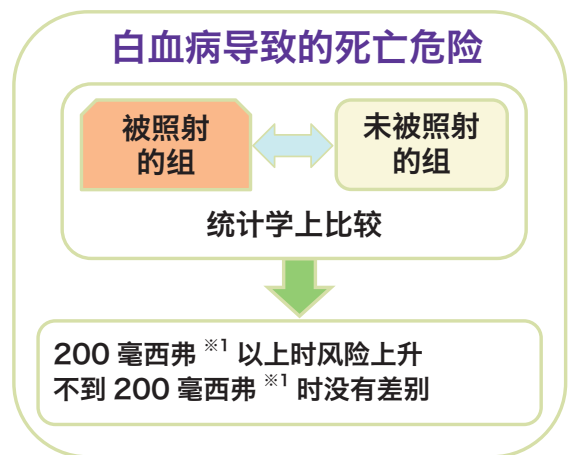 白血病导致的死亡危险
被照射
的组
未被照射
的组
统计学上比较
200 毫西弗 ※1 以上时风险上升
不到 200 毫西弗 ※1 时没有差别